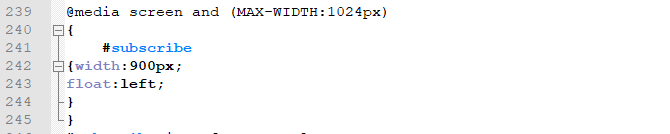 239 @media screen and (MAX-WIDTH:1024px)
240 {
241 #subscribe
242 {width:900px;
243 float:left;
244 }
245 }